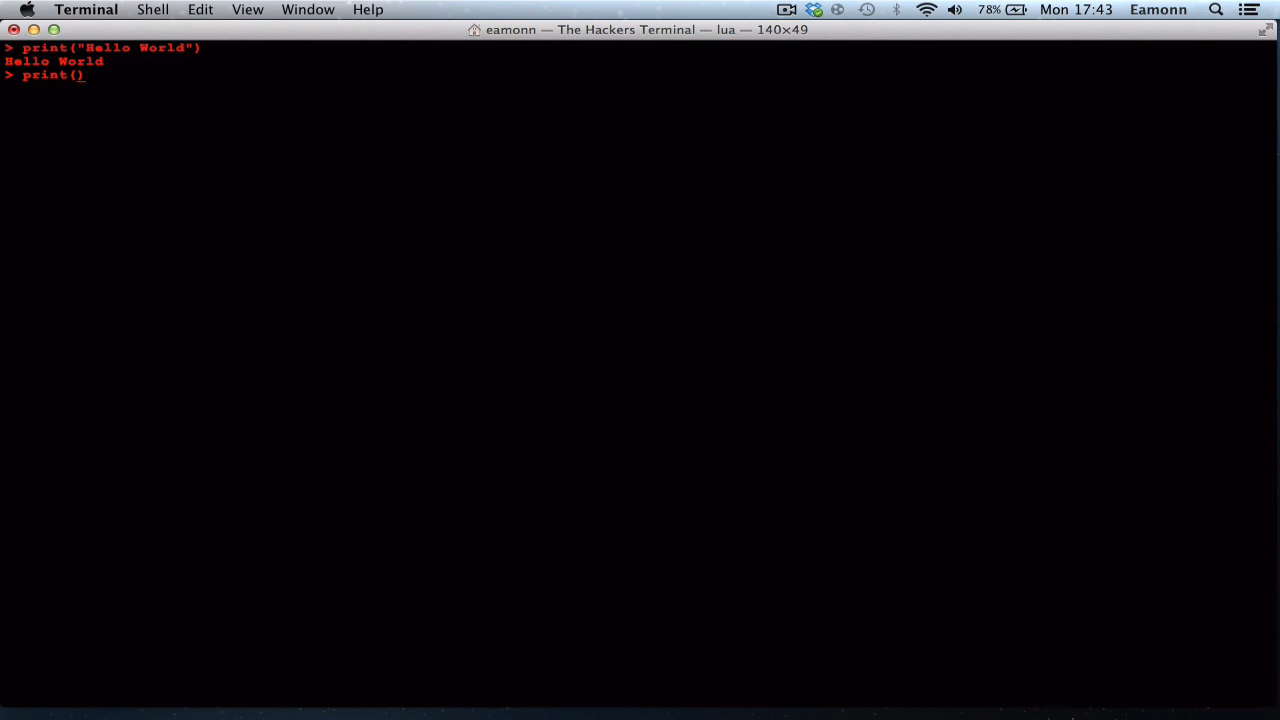 Terminal Shell Edit View Window Help 78% Mon 17:43 Eamonn
eamonn — The Hackers Terminal — lua — 140×49
> print("Hello World")
Hello World
> print()